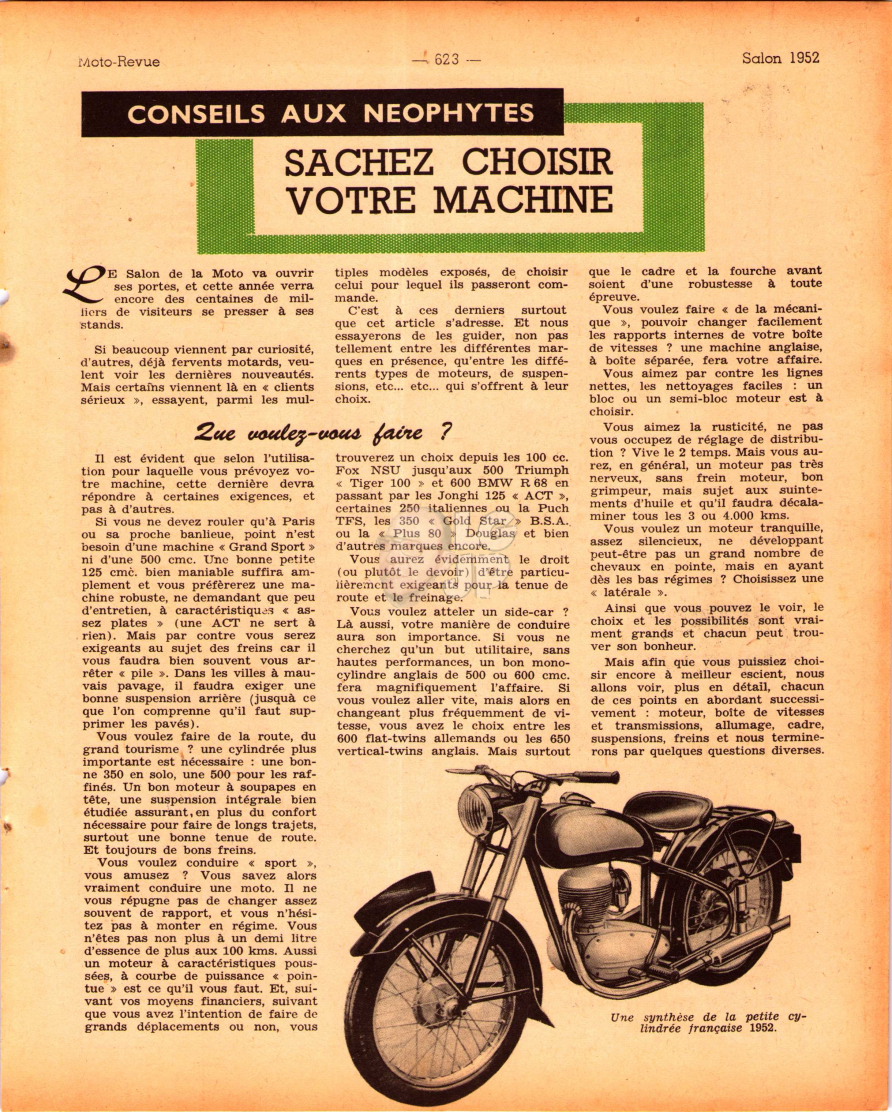 Moto-Revue
— 623 —
Salon 1952
CONSEILS AUX NEOPHYTES
SACHEZ CHOISIR
VOTRE MACHINE
LE Salon de la Moto va ouvrir
ses portes, et cette année verra
encore des centaines de mil-
liers de visiteurs se presser à ses
stands.
Si beaucoup viennent par curiosité,
d'autres, déjà fervents motards, veu-
lent voir les dernières nouveautés.
Mais certains viennent là en « clients
sérieux », essayent, parmi les mul-
tiples modèles exposés, de choisir
celui pour lequel ils passeront com-
mande.
C'est à ces derniers surtout
que cet article s'adresse. Et nous
essayerons de les guider, non pas
tellement entre les différentes mar-
ques en présence, qu'entre les diffé-
rents types de moteurs, de suspen-
sions, etc... etc... qui s'offrent à leur
choix.
Que voulez-vous faire ?
Il est évident que selon l'utilisa-
tion pour laquelle vous prévoyez vo-
tre machine, cette dernière devra
répondre à certaines exigences, et
pas à d'autres.
Si vous ne devez rouler qu'à Paris
ou sa proche banlieue, point n'est
besoin d'une machine « Grand Sport »
ni d'une 500 cmc. Une bonne petite
125 cmc. bien maniable suffira am-
plement et vous préfèrerez une ma-
chine robuste, ne demandant que peu
d'entretien, à caractéristiques « as-
sez plates » (une ACT ne sert à
rien). Mais par contre vous serez
exigeants au sujet des freins car il
vous faudra bien souvent vous ar-
rêter « pile ». Dans les villes à mau-
vais pavage, il faudra exiger une
bonne suspension arrière (jusquà ce
que l'on comprenne qu'il faut sup-
primer les pavés).
Vous voulez faire de la route, du
grand tourisme ? une cylindrée plus
importante est nécessaire : une bon-
ne 350 en solo, une 500 pour les raf-
finés. Un bon moteur à soupapes en
tête, une suspension intégrale bien
étudiée assurant, en plus du confort
nécessaire pour faire de longs trajets,
surtout une bonne tenue de route.
Et toujours de bons freins.
Vous voulez conduire « sport »,
vous amusez ? Vous savez alors
vraiment conduire une moto. Il ne
vous répugne pas de changer assez
souvent de rapport, et vous n'hési-
tez pas à monter en régime. Vous
n'êtes pas non plus à un demi litre
d'essence de plus aux 100 kms. Aussi
un moteur à caractéristiques pous-
sées, à courbe de puissance « poin-
tue » est ce qu'il vous faut. Et, sui-
vant vos moyens financiers, suivant
que vous avez l'intention de faire de
grands déplacements ou non, vous
trouverez un choix depuis les 100 cc.
Fox NSU jusqu'aux 500 Triumph
« Tiger 100 » et 600 BMW R 68 en
passant par les Jonghi 125 « ACT »,
certaines 250 italiennes ou la Puch
TFS, les 350 « Gold Star » B.S.A.
ou la « Plus 80 » Douglas et bien
d'autres marques encore.
Vous aurez évidemment le droit
(ou plutôt le devoir) d'être particu-
lièrement exigeants pour la tenue de
route et le freinage.
Vous voulez atteler un side-car ?
Là aussi, votre manière de conduire
aura son importance. Si vous ne
cherchez qu'un but utilitaire, sans
hautes performances, un bon mono-
cylindre anglais de 500 ou 600 cmc.
fera magnifiquement l'affaire. Si
vous voulez aller vite, mais alors en
changeant plus fréquemment de vi-
tesse, vous avez le choix entre les
600 flat-twins allemands ou les 650
vertical-twins anglais. Mais surtout
que le cadre et la fourche avant
soient d'une robustesse à toute
épreuve.
Vous voulez faire « de la mécani-
que », pouvoir changer facilement
les rapports internes de votre boîte
de vitesses ? une machine anglaise,
à boîte séparée, fera votre affaire.
Vous aimez par contre les lignes
nettes, les nettoyages faciles : un
bloc ou un semi-bloc moteur est à
choisir.
Vous aimez la rusticité, ne pas
vous occupez de réglage de distribu-
tion ? Vive le 2 temps. Mais vous au-
rez, en général, un moteur pas très
nerveux, sans frein moteur, bon
grimpeur, mais sujet aux suinte-
ments d'huile et qu'il faudra décala-
miner tous les 3 ou 4.000 kms.
Vous voulez un moteur tranquille,
assez silencieux, ne développant
peut-être pas un grand nombre de
chevaux en pointe, mais en ayant
dès les bas régimes ? Choisissez une
« latérale ».
Ainsi que vous pouvez le voir, le
choix et les possibilités sont vrai-
ment grands et chacun peut trou-
ver son bonheur.
Mais afin que vous puissiez choi-
sir encore à meilleur escient, nous
allons voir, plus en détail, chacun
de ces points en abordant successi-
vement : moteur, boîte de vitesses
et transmissions, allumage, cadre,
suspensions, freins et nous termine-
rons par quelques questions diverses.
Une synthèse de la petite cy-
lindrée française 1952.